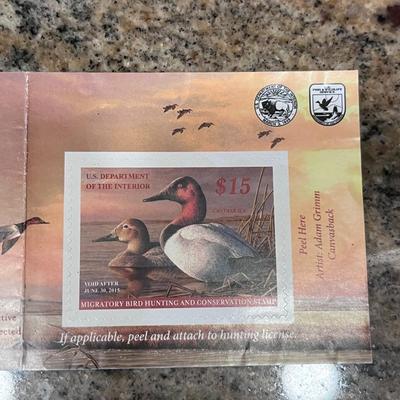 U.S. DEPARTMENT
OF THE INTERIOR
$15
CANVASBACK
VOID AFTER
JUNE 30, 2015
MIGRATORY BIRD HUNTING AND CONSERVATION STAMP
If applicable, peel and attach to hunting license.
Peel Here
Artist: Adam Grimm
Canvasback